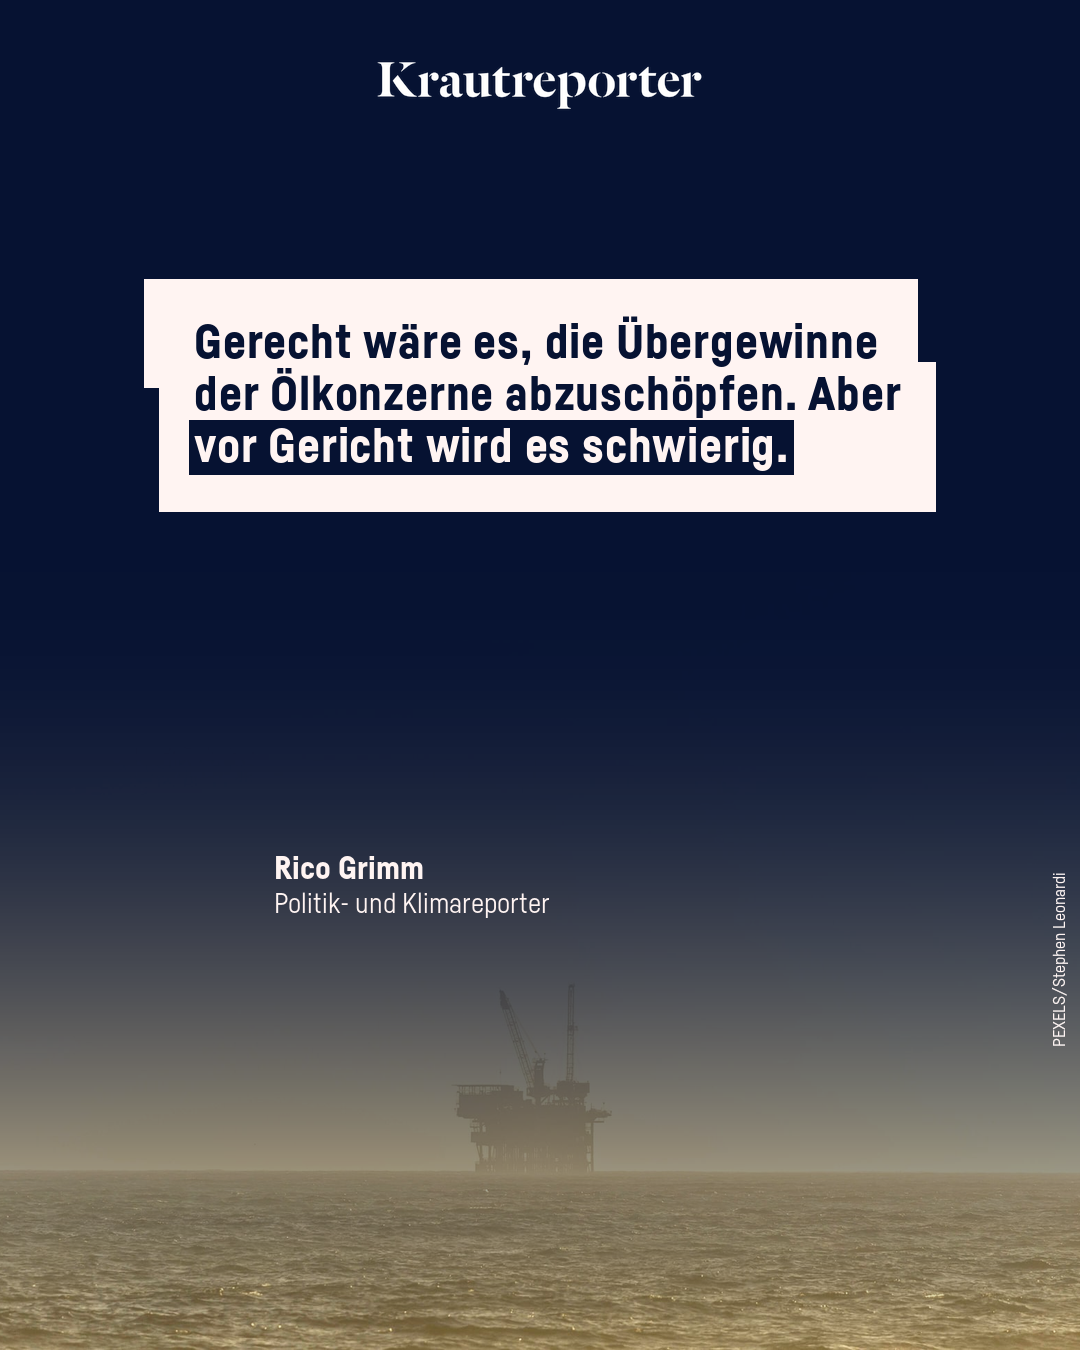 Krautreporter
Gerecht wäre es, die Übergewinne
der Ölkonzerne abzuschöpfen. Aber
vor Gericht wird es schwierig.
Rico Grimm
Politik- und Klimareporter
PEXELS/Stephen Leonardi